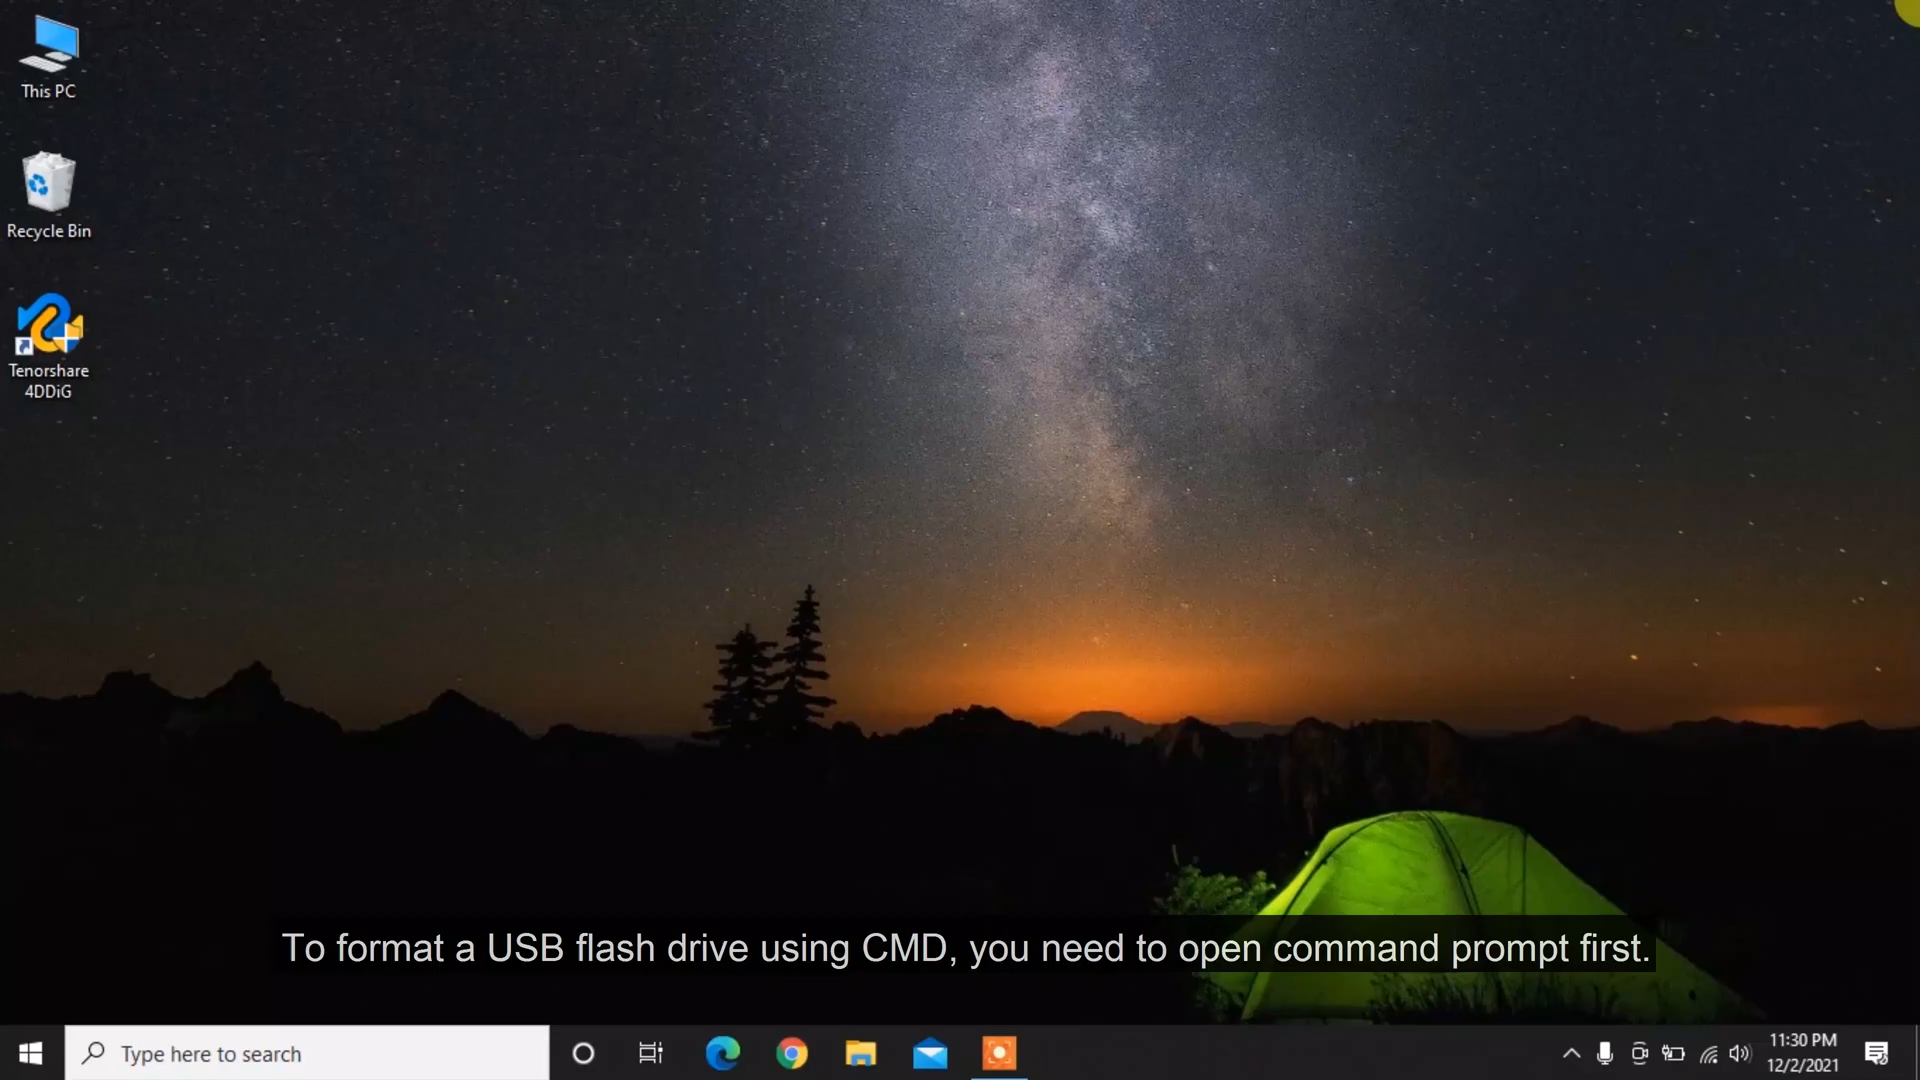 This PC
Recycle Bin
Tenorshare
4DDiG
To format a USB flash drive using CMD, you need to open command prompt first.
Type here to search
11:30 PM
12/2/2021